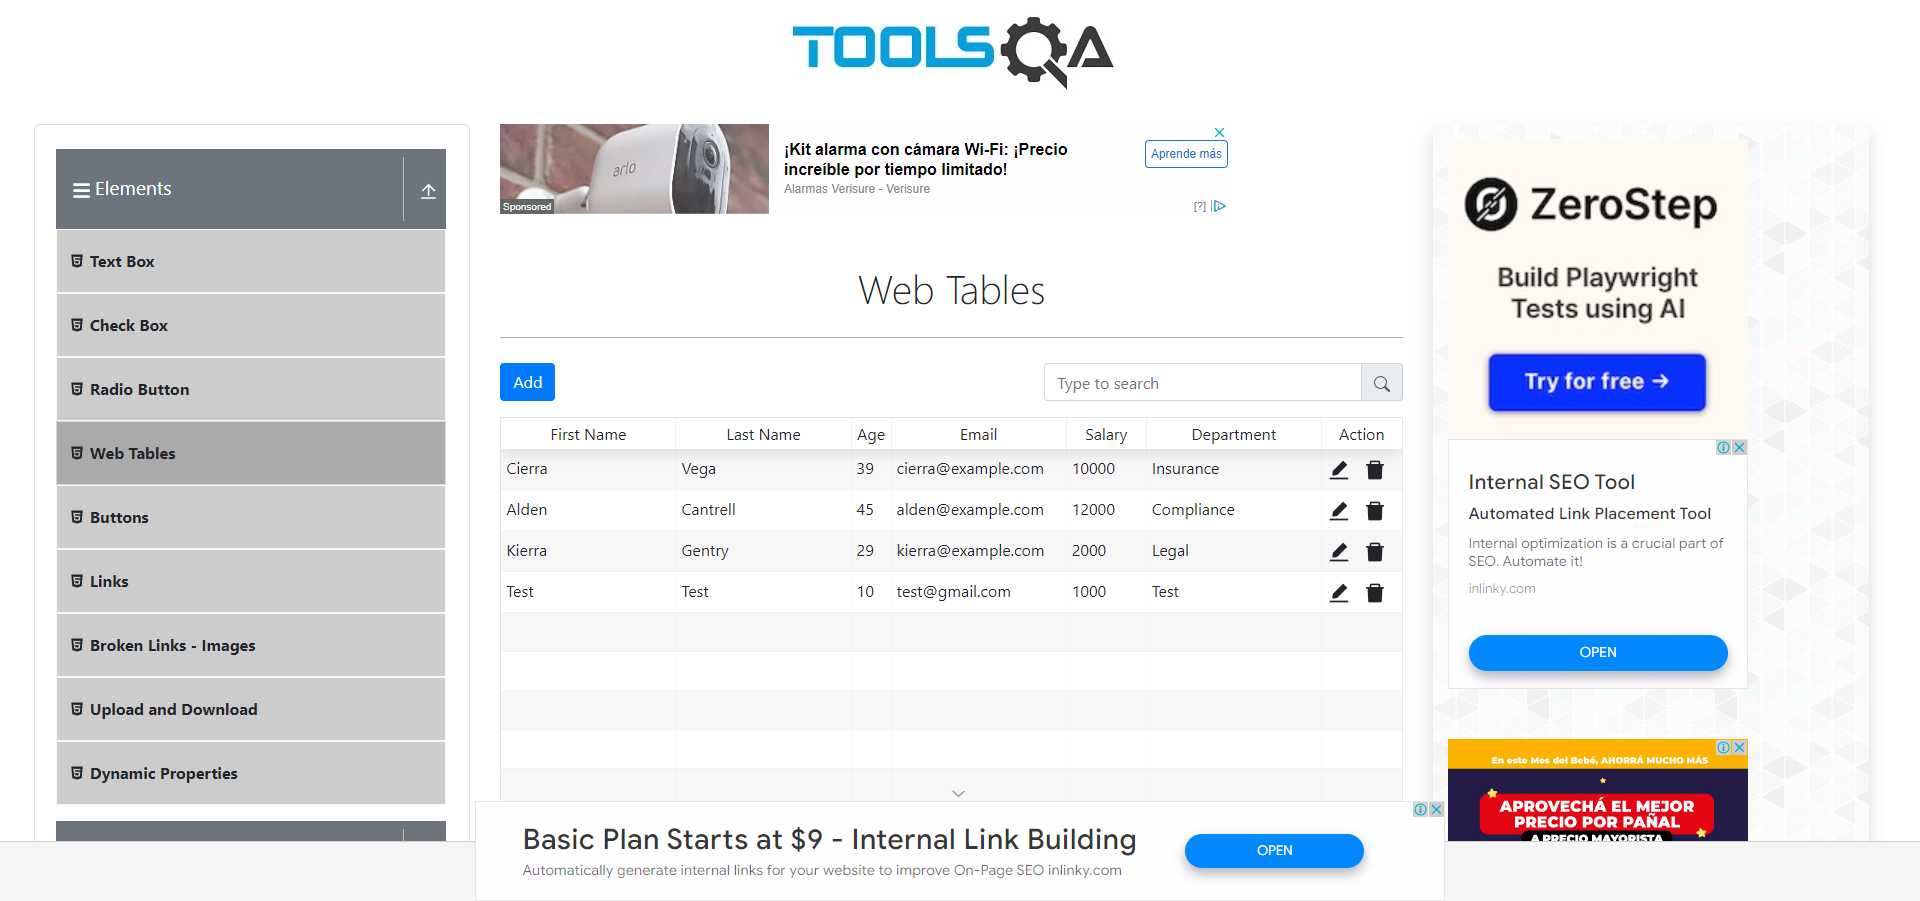 TOOLSQA
Elements
Text Box
Check Box
Radio Button
Web Tables
Buttons
Links
Broken Links - Images
Upload and Download
Dynamic Properties
arlo
Sponsored
¡Kit alarma con cámara Wi-Fi: ¡Precio
increíble por tiempo limitado!
Alarmas Verisure - Verisure
Aprende más
[?]
Web Tables
Add
Type to search
First Name Last Name Age Email Salary Department Action
Cierra Vega 39 cierra@example.com 10000 Insurance
Alden Cantrell 45 alden@example.com 12000 Compliance
Kierra Gentry 29 kierra@example.com 2000 Legal
Test Test 10 test@gmail.com 1000 Test
ZeroStep
Build Playwright
Tests using AI
Try for free →
Internal SEO Tool
Automated Link Placement Tool
Internal optimization is a crucial part of
SEO. Automate it!
inlinky.com
OPEN
En este Mes del Bebé, AHORRÁ MUCHO MÁS
APROVECHÁ EL MEJOR
PRECIO POR PAÑAL
A PRECIO MAYORISTA
Basic Plan Starts at $9 - Internal Link Building
Automatically generate internal links for your website to improve On-Page SEO inlinky.com
OPEN